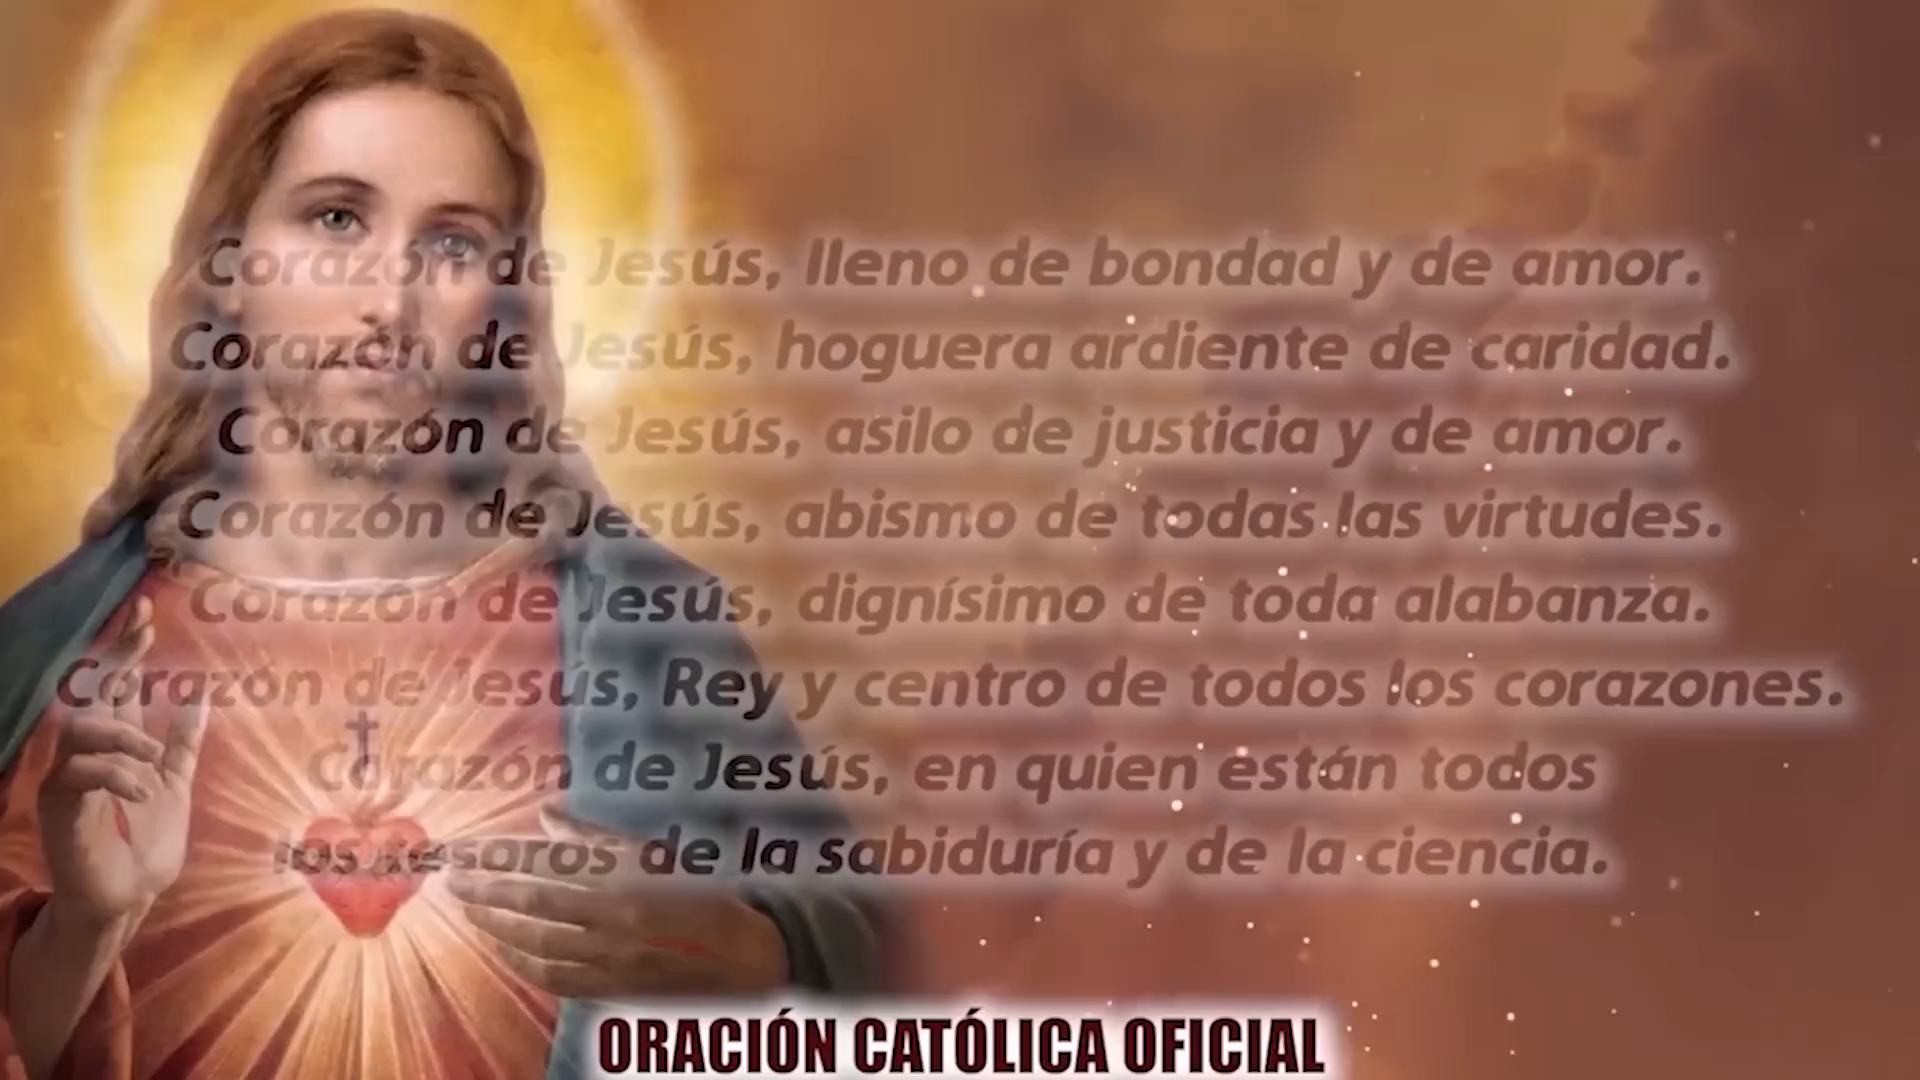 Corazón de Jesús, lleno de bondad y de amor.
Corazón de Jesús, hoguera ardiente de caridad.
Corazón de Jesús, asilo de justicia y de amor.
Corazón de Jesús, abismo de todas las virtudes.
Corazón de Jesús, dignísimo de toda alabanza.
Corazón de Jesús, Rey y centro de todos los corazones.
Corazón de Jesús, en quien están todos
los tesoros de la sabiduría y de la ciencia.
ORACIÓN CATÓLICA OFICIAL